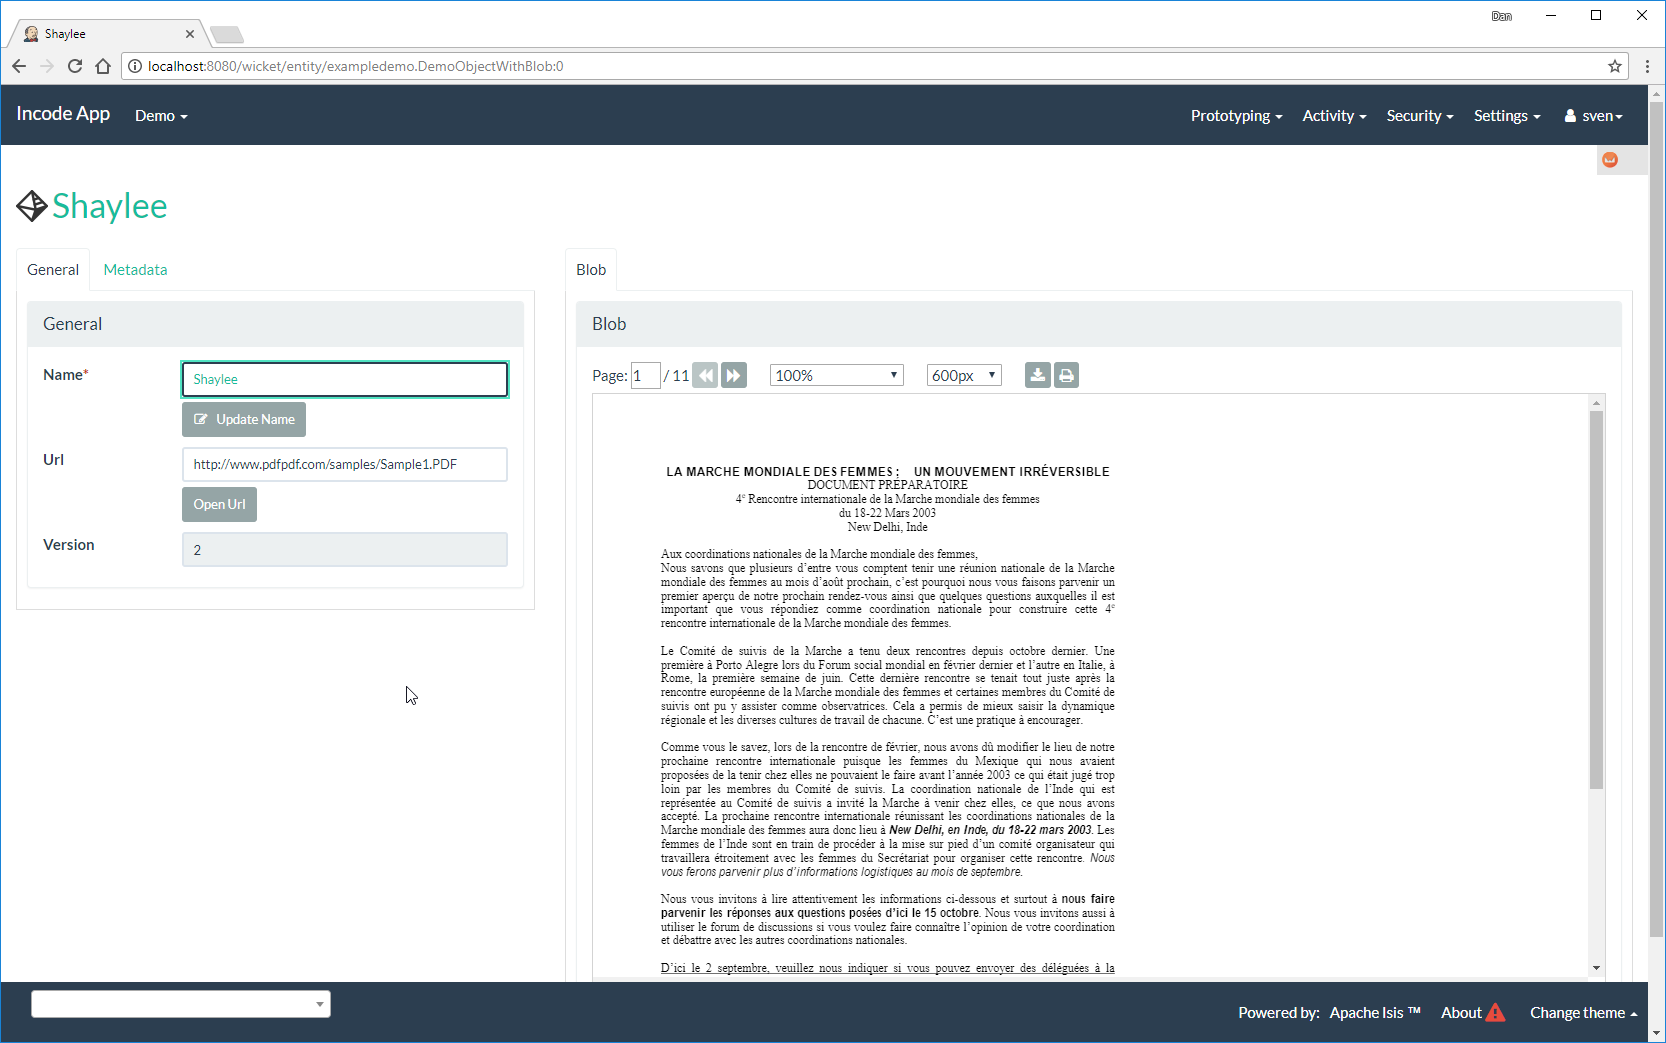 Dan
Shaylee
localhost:8080/wicket/entity/exampledemo.DemoObjectWithBlob:0
Incode App Demo Prototyping Activity Security Settings sven
Shaylee
General Metadata
General
Name* Shaylee
Update Name
Url http://www.pdfpdf.com/samples/Sample1.PDF
Open Url
Version 2
Blob
Blob
Page: 1 / 11 100% 600px
LA MARCHE MONDIALE DES FEMMES : UN MOUVEMENT IRRÉVERSIBLE
DOCUMENT PRÉPARATOIRE
4e Rencontre internationale de la Marche mondiale des femmes
du 18-22 Mars 2003
New Delhi, Inde
Aux coordinations nationales de la Marche mondiale des femmes,
Nous savons que plusieurs d’entre vous comptent tenir une réunion nationale de la Marche
mondiale des femmes au mois d’août prochain, c’est pourquoi nous vous faisons parvenir un
premier aperçu de notre prochain rendez-vous ainsi que quelques questions auxquelles il est
important que vous répondiez comme coordination nationale pour construire cette 4e
rencontre internationale de la Marche mondiale des femmes.
Le Comité de suivis de la Marche a tenu deux rencontres depuis octobre dernier. Une
première à Porto Alegre lors du Forum social mondial en février dernier et l’autre en Italie, à
Rome, la première semaine de juin. Cette dernière rencontre se tenait tout juste après la
rencontre européenne de la Marche mondiale des femmes et certaines membres du Comité de
suivis ont pu y assister comme observatrices. Cela a permis de mieux saisir la dynamique
régionale et les diverses cultures de travail de chacune. C’est une pratique à encourager.
Comme vous le savez, lors de la rencontre de février, nous avons dû modifier le lieu de notre
prochaine rencontre internationale puisque les femmes du Mexique qui nous avaient
proposées de la tenir chez elles ne pouvaient le faire avant l’année 2003 ce qui était jugé trop
loin par les membres du Comité de suivis. La coordination nationale de l’Inde qui est
représentée au Comité de suivis a invité la Marche à venir chez elles, ce que nous avons
accepté. La prochaine rencontre internationale réunissant les coordinations nationales de la
Marche mondiale des femmes aura donc lieu à New Delhi, en Inde, du 18-22 mars 2003. Les
femmes de l’Inde sont en train de procéder à la mise sur pied d’un comité organisateur qui
travaillera étroitement avec les femmes du Secrétariat pour organiser cette rencontre. Nous
vous ferons parvenir plus d’informations logistiques au mois de septembre.
Nous vous invitons à lire attentivement les informations ci-dessous et surtout à nous faire
parvenir les réponses aux questions posées d’ici le 15 octobre. Nous vous invitons aussi à
utiliser le forum de discussions si vous voulez faire connaître l’opinion de votre coordination
et débattre avec les autres coordinations nationales.
D’ici le 2 septembre, veuillez nous indiquer si vous pouvez envoyer des déléguées à la
Powered by: Apache Isis ™ About Change theme